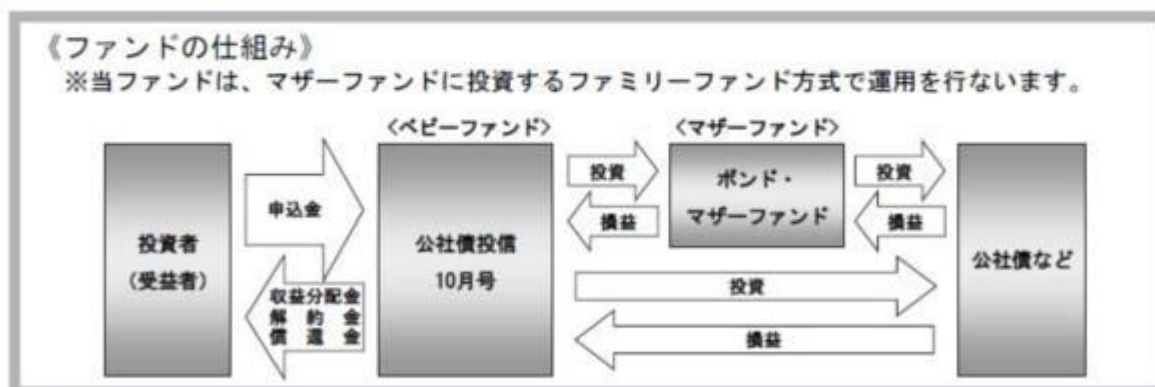 《ファンドの仕組み》
※当ファンドは、マザーファンドに投資するファミリーファンド方式で運用を行ないます。
〈ベビーファンド〉
〈マザーファンド〉
投資者
（受益者）
申込金
収益分配金
解約金
償還金
公社債投信
10月号
投資
損益
ボンド・
マザーファンド
投資
損益
投資
損益
公社債など